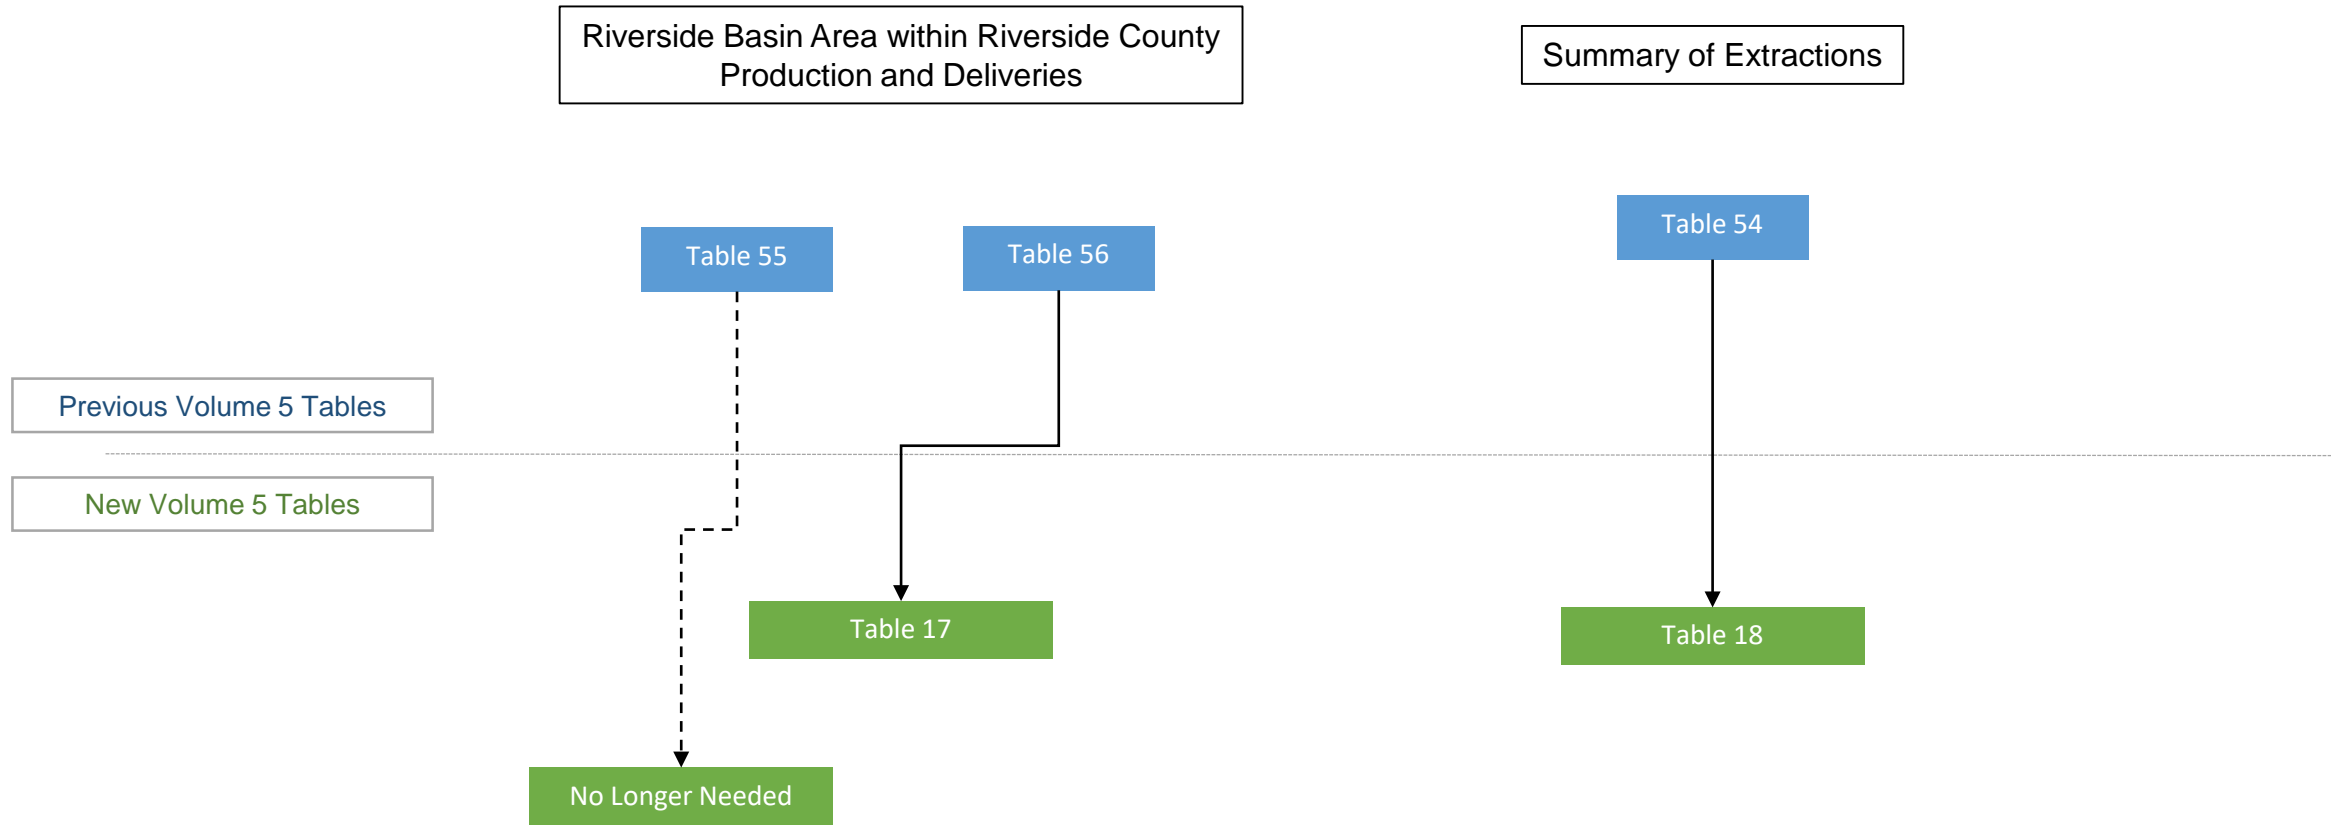 Riverside Basin Area within Riverside County
Production and Deliveries
Summary of Extractions
Table 55
Table 56
Table 54
Previous Volume 5 Tables
New Volume 5 Tables
Table 17
Table 18
No Longer Needed